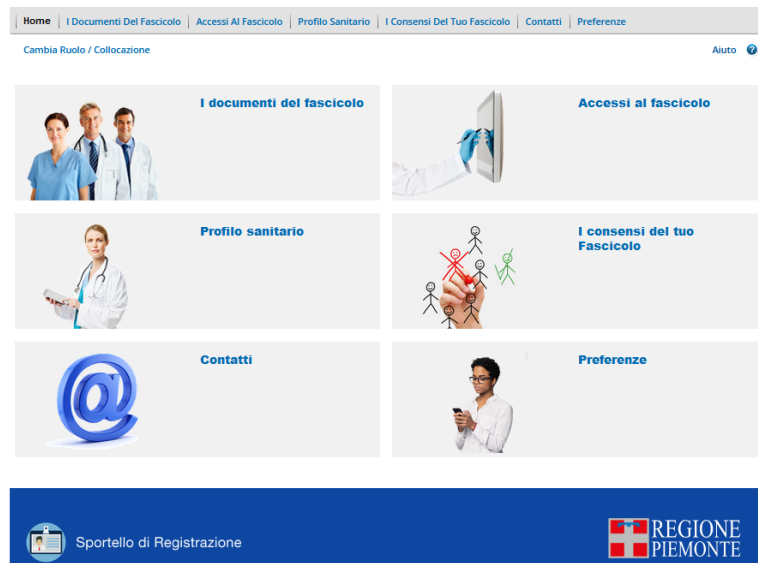 Home I Documenti Del Fascicolo Accessi Al Fascicolo Profilo Sanitario I Consensi Del Tuo Fascicolo Contatti Preferenze
Cambia Ruolo / Collocazione Aiuto ?
I documenti del fascicolo
Accessi al fascicolo
Profilo sanitario
I consensi del tuo
Fascicolo
@
Contatti
Preferenze
Sportello di Registrazione
REGIONE
PIEMONTE